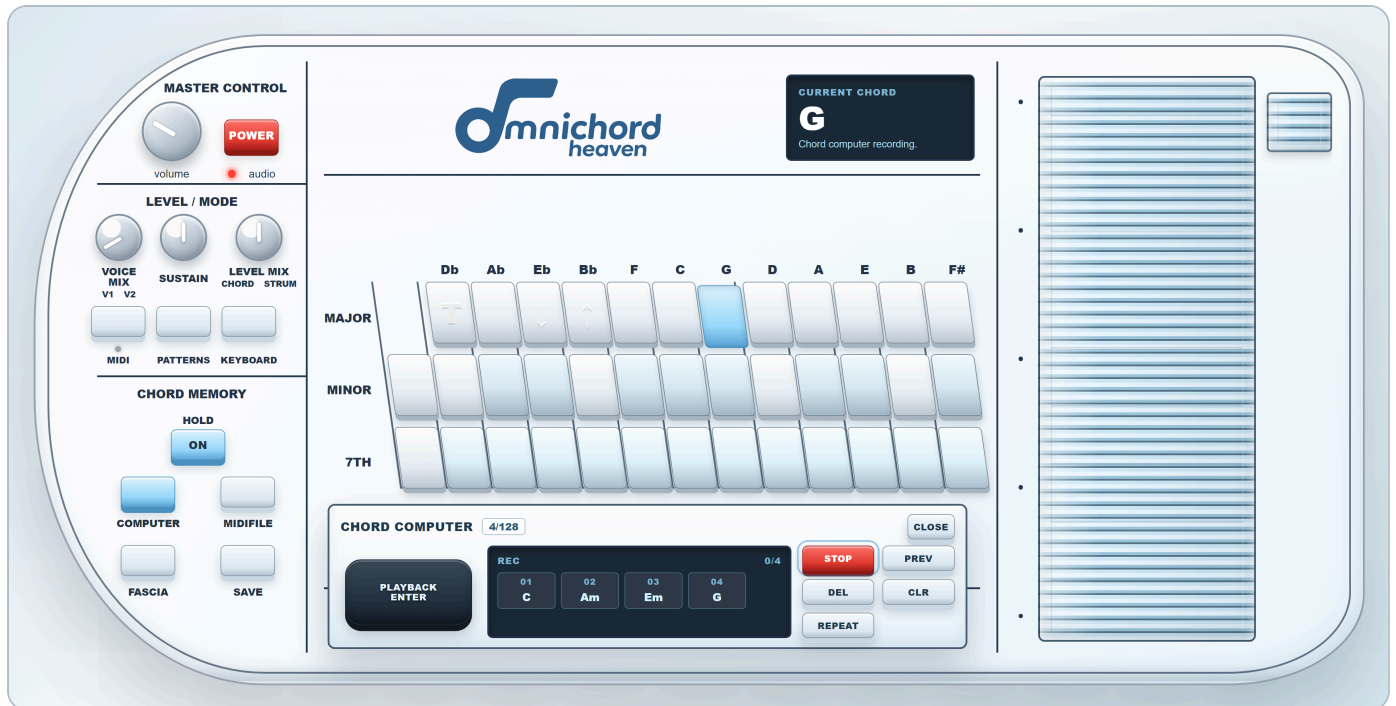 MASTER CONTROL
POWER
volume
audio
LEVEL / MODE
VOICE
MIX
V1 V2
SUSTAIN
LEVEL MIX
CHORD STRUM
MIDI
PATTERNS
KEYBOARD
CHORD MEMORY
HOLD
ON
COMPUTER
MIDIFILE
FASCIA
SAVE
Omnichord
heaven
CURRENT CHORD
G
Chord computer recording.
Db Ab Eb Bb F C G D A E B F#
MAJOR
MINOR
7TH
CHORD COMPUTER 4/128
CLOSE
PLAYBACK
ENTER
REC 0/4
01 02 03 04
C Am Em G
STOP PREV
DEL CLR
REPEAT